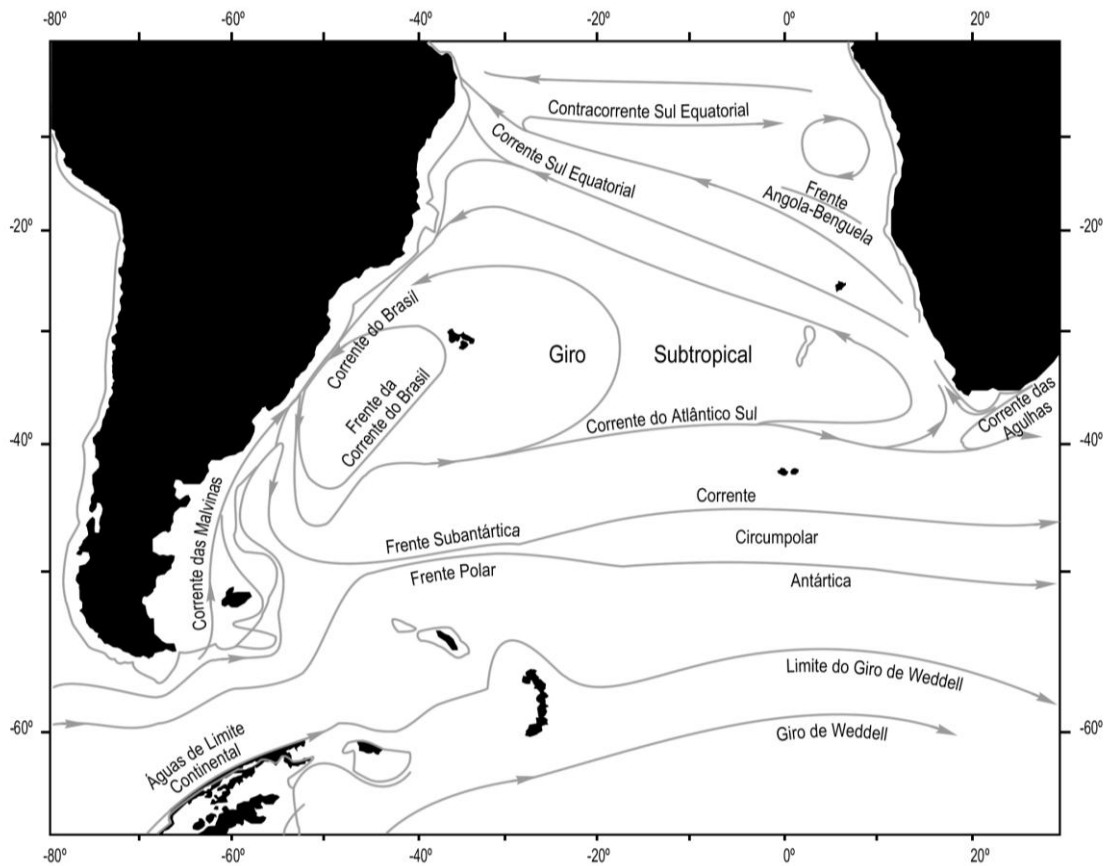 -80º
-60º
-40º
-20º
0º
20º
Contracorrente Sul Equatorial
Corrente Sul Equatorial
Frente
Angola-Benguela
-20º
-20º
Corrente do Brasil
Giro
Subtropical
Frente da
Corrente do Brasil
Corrente do Atlântico Sul
Corrente das
Agulhas
-40º
-40º
Corrente das Malvinas
Corrente
Frente Subantártica
Circumpolar
Frente Polar
Antártica
Limite do Giro de Weddell
-60º
-60º
Giro de Weddell
Águas de Limite
Continental
-80º
-60º
-40º
-20º
0º
20º